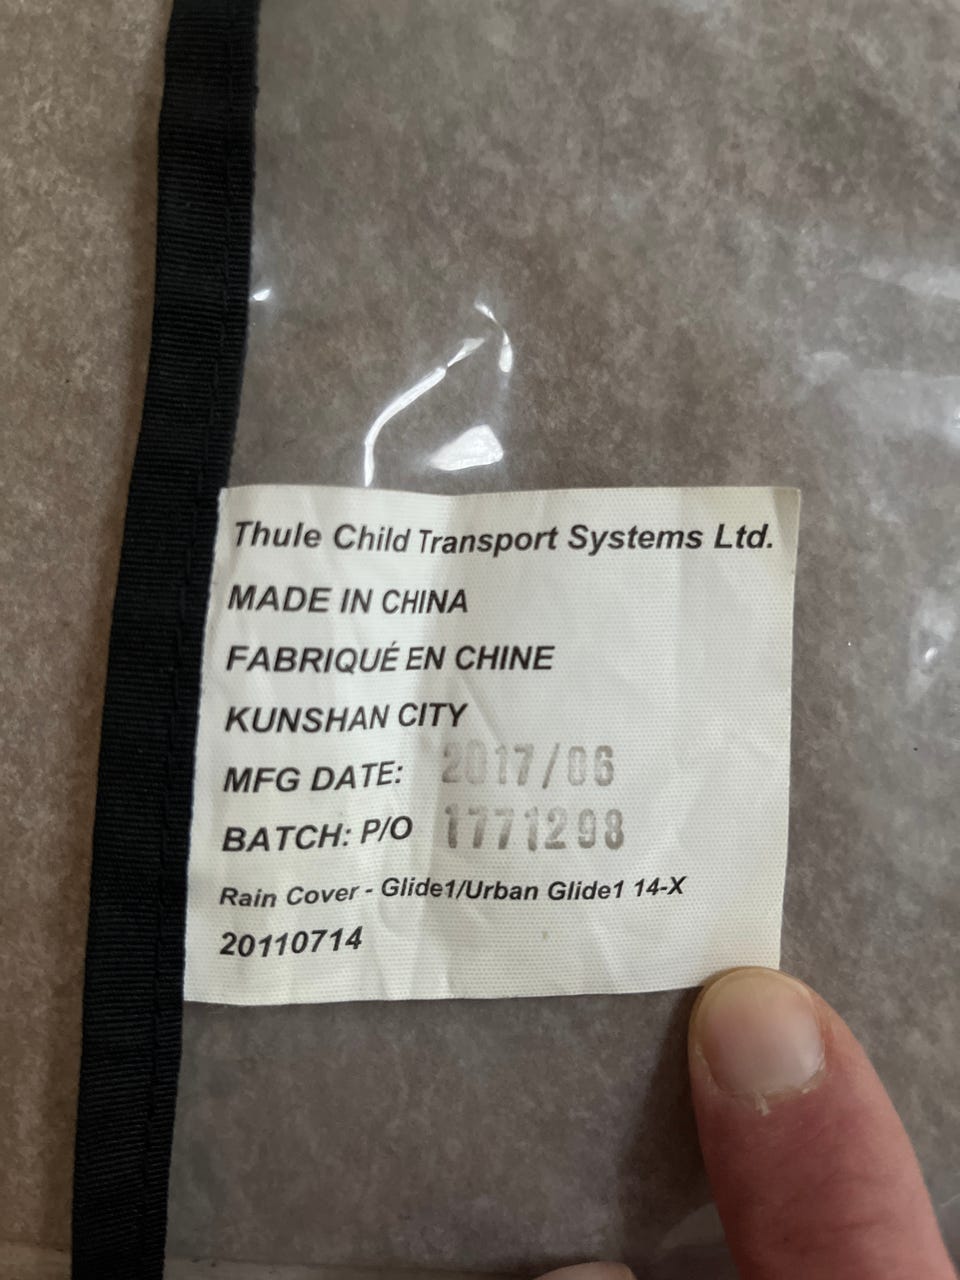 Thule Child Transport Systems Ltd.
MADE IN CHINA
FABRIQUÉ EN CHINE
KUNSHAN CITY
MFG DATE: 2017/06
BATCH: P/O 1771298
Rain Cover - Glide1/Urban Glide1 14-X
20110714